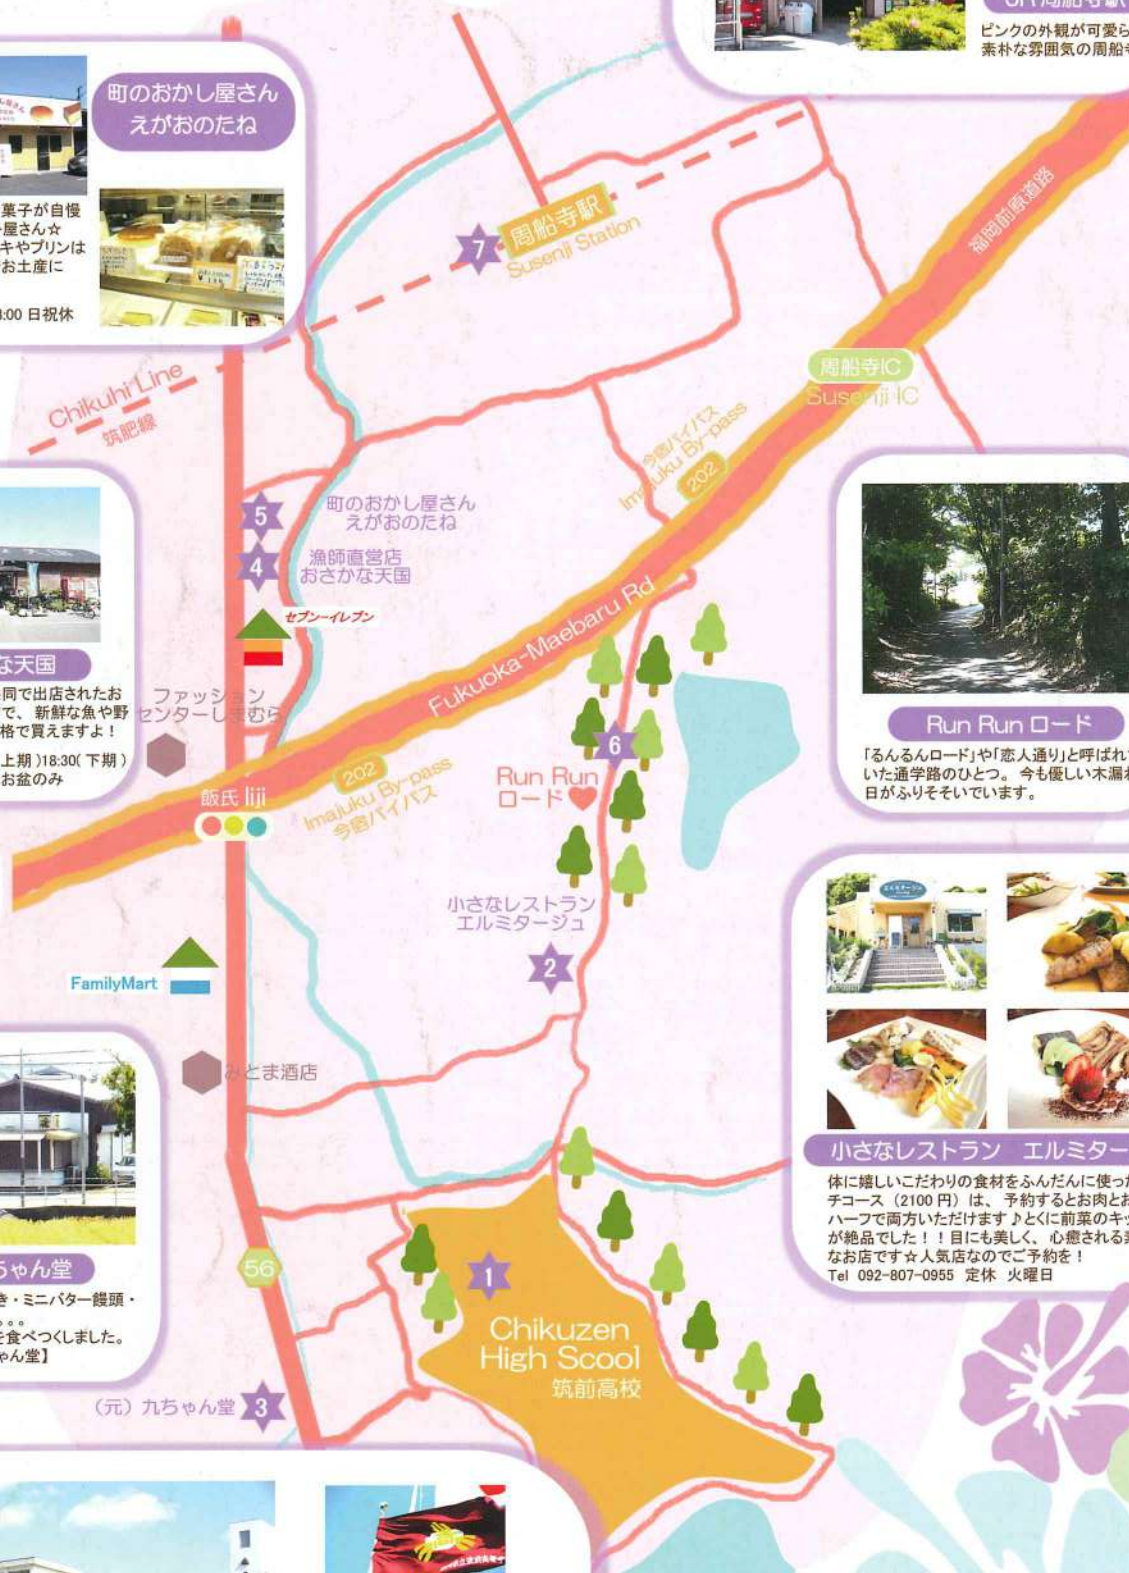 町のおかし屋さん
えがおのたね
菓子が自慢
屋さん☆
キやプリンは
お土産に
:00 日祝休
JR 周船寺駅
ピンクの外観が可愛ら
素朴な雰囲気の周船寺
福岡前原道路
7
周船寺駅
Susenji Station
Chikuhi Line
筑肥線
周船寺IC
Susenji IC
今宿バイパス
Imajuku By-pass
202
5
町のおかし屋さん
えがおのたね
4
漁師直営店
おさかな天国
セブン-イレブン
な天国
同で出店されたお
で、新鮮な魚や野
格で買えますよ!
上期)18:30(下期)
お盆のみ
ファッション
センターしまむら
Fukuoka-Maebaru Rd
6
Run Run
ロード
飯氏 Iiji
202
Imajuku By-pass
今宿バイパス
Run Run ロード
「るんるんロード」や「恋人通り」と呼ばれ
いた通学路のひとつ。今も優しい木漏れ
日がふりそそいでいます。
小さなレストラン
エルミタージュ
2
FamilyMart
みとま酒店
小さなレストラン エルミター
体に嬉しいこだわりの食材をふんだんに使った
チコース(2100円)は、予約するとお肉とお
ハーフで両方いただけます♪とくに前菜のキッ
が絶品でした!!目にも美しく、心癒される素
なお店です☆人気店なのでご予約を!
Tel 092-807-0955 定休 火曜日
ちゃん堂
き・ミニバター饅頭・
。。。
を食べつくしました。
ゃん堂】
56
1
Chikuzen
High Scool
筑前高校
(元)九ちゃん堂
3